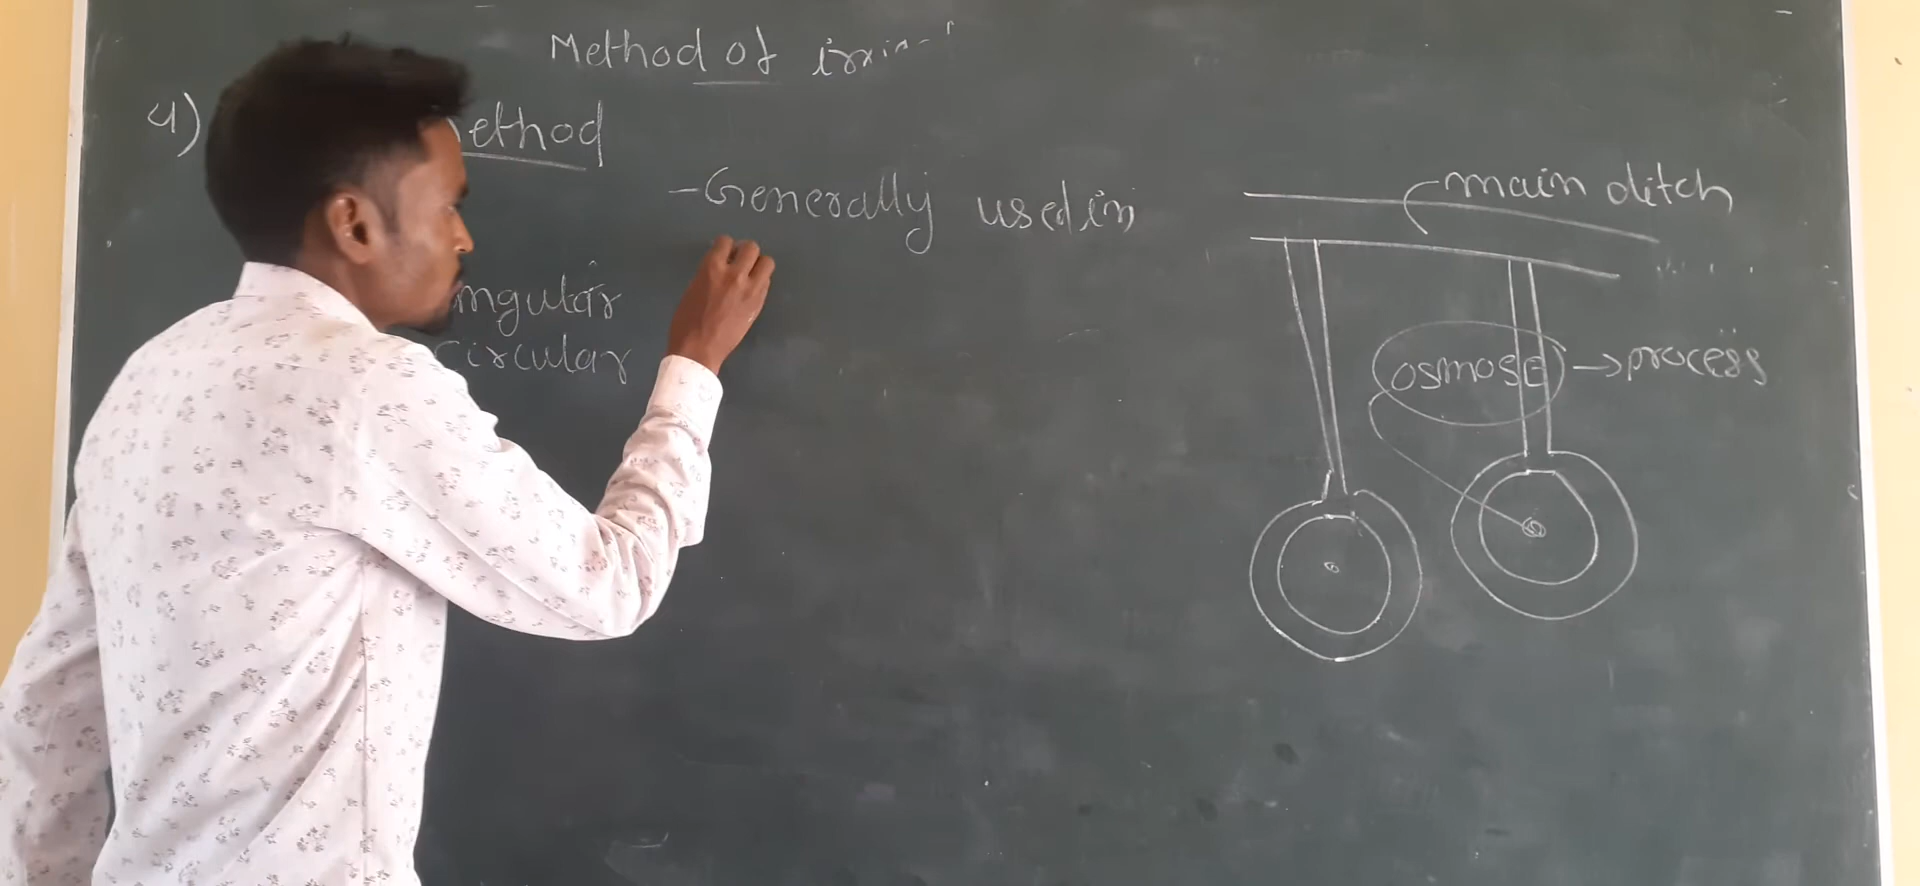 Method of
4) ethod
- Generally used in
main ditch
ngular
circular
osmose → process